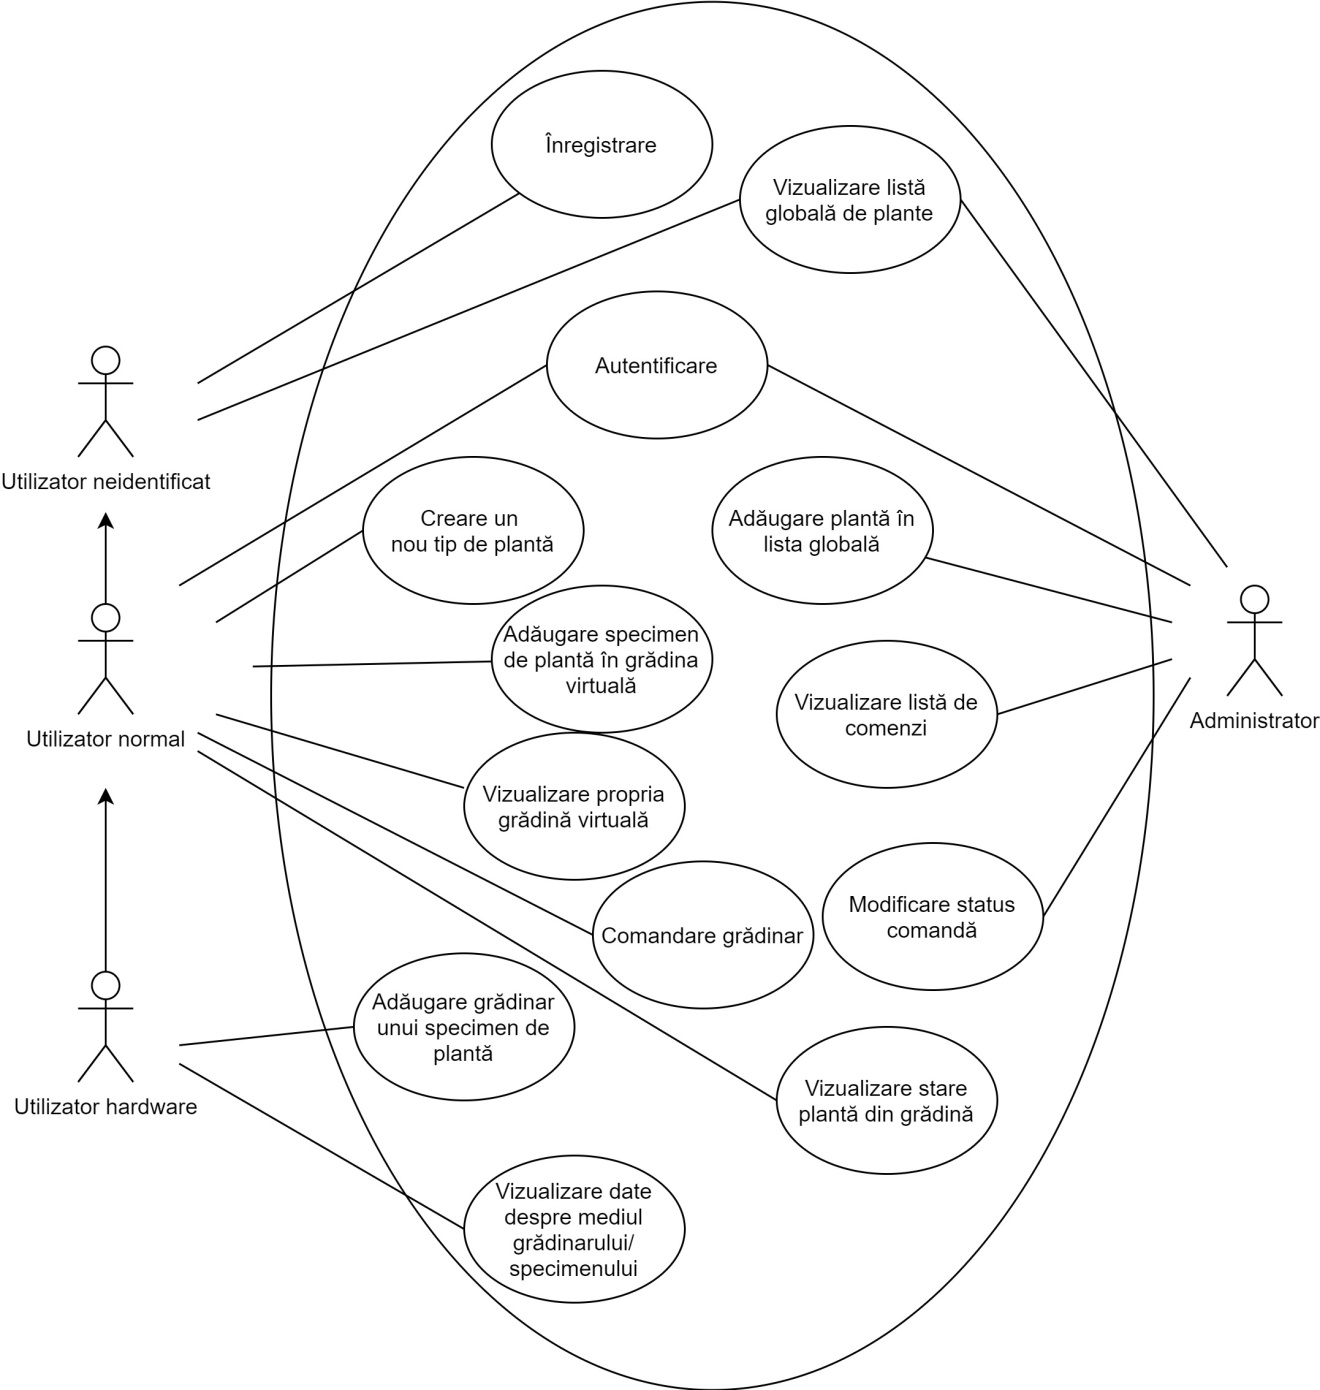 Înregistrare
Vizualizare listă
globală de plante
Autentificare
Utilizator neidentificat
Creare un
nou tip de plantă
Adăugare plantă în
lista globală
Adăugare specimen
de plantă în grădina
virtuală
Vizualizare listă de
comenzi
Administrator
Utilizator normal
Vizualizare propria
grădină virtuală
Modificare status
comandă
Comandare grădinar
Adăugare grădinar
unui specimen de
plantă
Utilizator hardware
Vizualizare stare
plantă din grădină
Vizualizare date
despre mediul
grădinarului/
specimenului